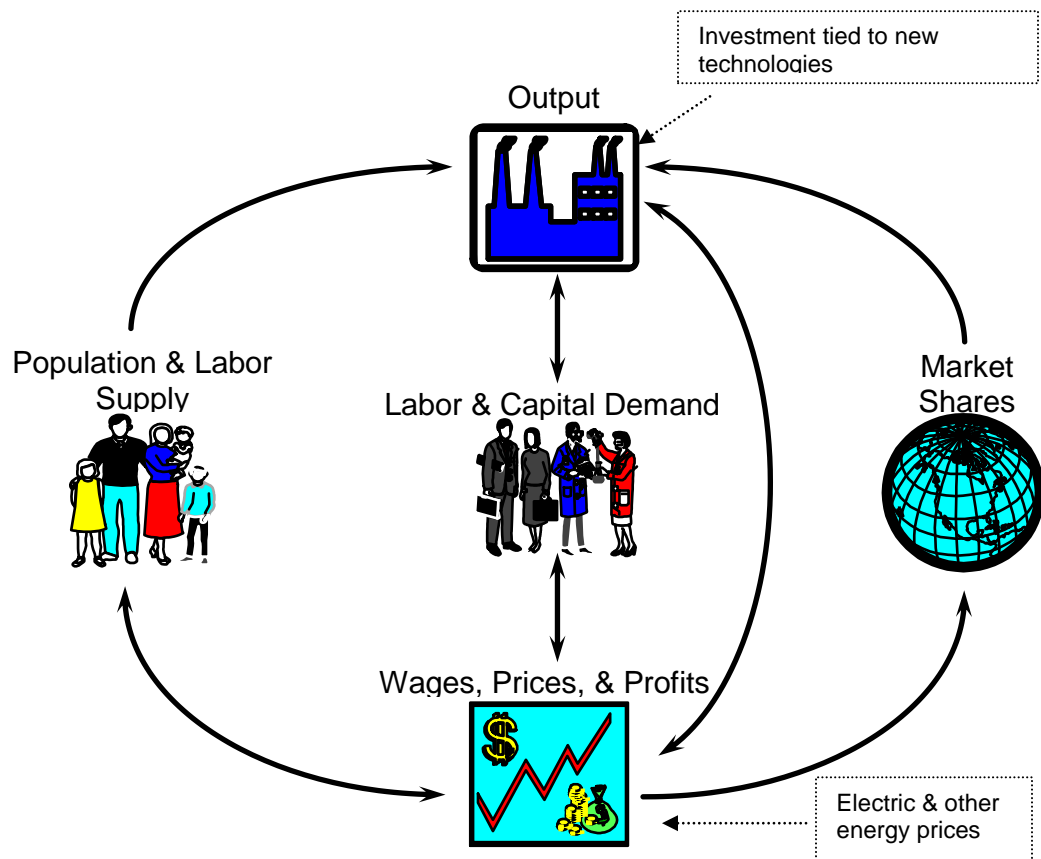 Investment tied to new
technologies
Output
Population & Labor
Supply
Labor & Capital Demand
Market
Shares
Wages, Prices, & Profits
$
$
Electric & other
energy prices